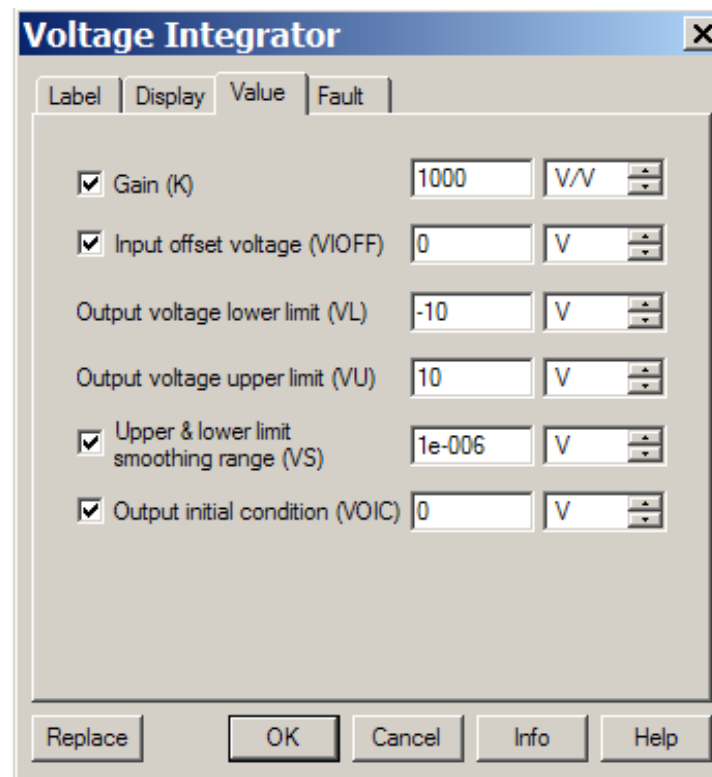 Voltage Integrator
Label Display Value Fault
Gain (K) 1000 V/V
Input offset voltage (VIOFF) 0 V
Output voltage lower limit (VL) -10 V
Output voltage upper limit (VU) 10 V
Upper & lower limit
smoothing range (VS) 1e-006 V
Output initial condition (VOIC) 0 V
Replace OK Cancel Info Help